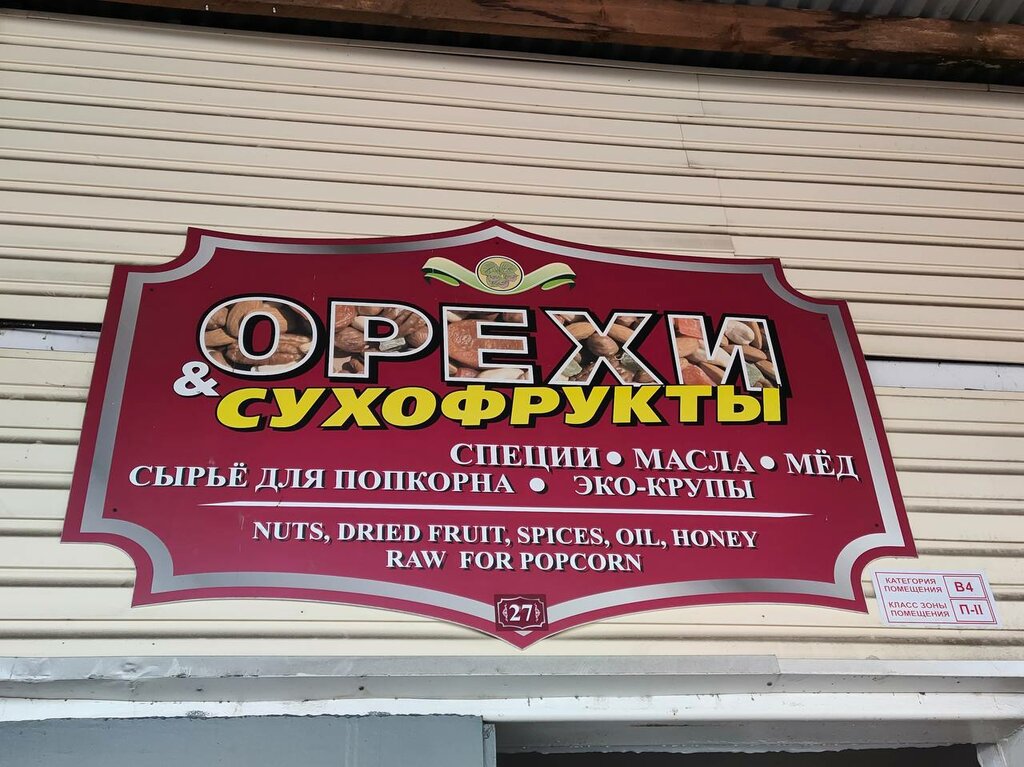 ОРЕХИ
& СУХОФРУКТЫ
СПЕЦИИ • МАСЛА • МЁД
СЫРЬЁ ДЛЯ ПОПКОРНА • ЭКО-КРУПЫ
NUTS, DRIED FRUIT, SPICES, OIL, HONEY
RAW FOR POPCORN
27
КАТЕГОРИЯ
ПОМЕЩЕНИЯ В4
КЛАСС ЗОНЫ
ПОМЕЩЕНИЯ П-II